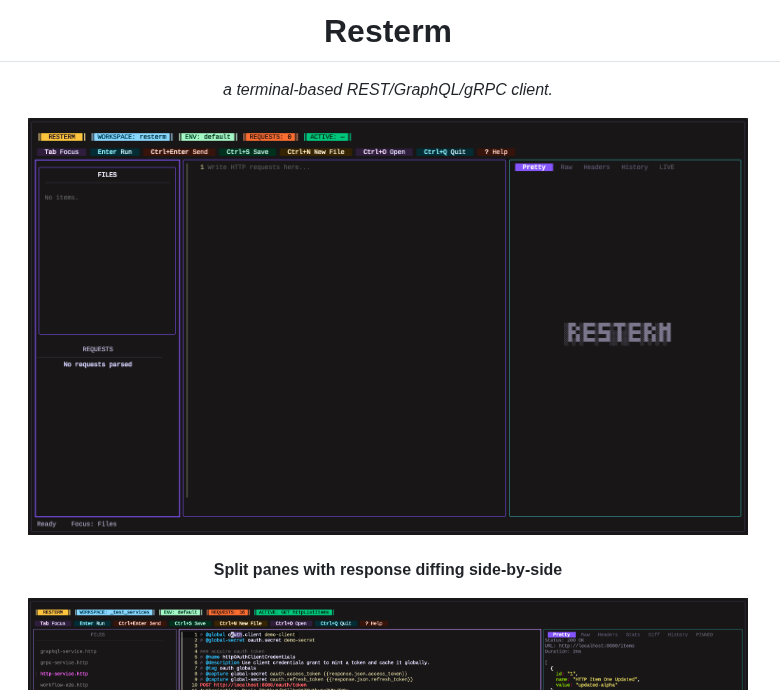 Resterm
a terminal-based REST/GraphQL/gRPC client.
RESTERM WORKSPACE: resterm ENV: default REQUESTS: 0 ACTIVE: —
Tab Focus Enter Run Ctrl+Enter Send Ctrl+S Save Ctrl+N New File Ctrl+O Open Ctrl+Q Quit ? Help
FILES
No items.
REQUESTS
No requests parsed
1 Write HTTP requests here...
Pretty Raw Headers History LIVE
RESTERM
Ready Focus: Files
Split panes with response diffing side-by-side
RESTERM WORKSPACE: _test_services ENV: default REQUESTS: ACTIVE: GET
Tab Focus Enter Run Ctrl+Enter Send Ctrl+S Save Ctrl+N New File Ctrl+O Open Ctrl+Q Quit ? Help
FILES
graphql-service.http
grpc-service.http
http-service.http
workflow-e2e.http
1 # @global oauth.client demo-client
2 # @global-secret oauth.secret demo-secret
3
4 ### Acquire oauth token
5 # @name httpOAuthClientCredentials
6 # @description Use client credentials grant to mint a token and cache it globally.
7 # @tag oauth globals
8 # @capture global-secret oauth.access_token {{response.json.access_token}}
9 # @capture global-secret oauth.refresh_token {{response.json.refresh_token}}
10 POST http://localhost:8080/oauth/token
Pretty Raw Headers Stats Diff History PINNED
Status: 200 OK
URL: http://localhost:8080/items
Duration:
[
{
id: "1",
name: "HTTP Item One Updated",
value: "updated-alpha"